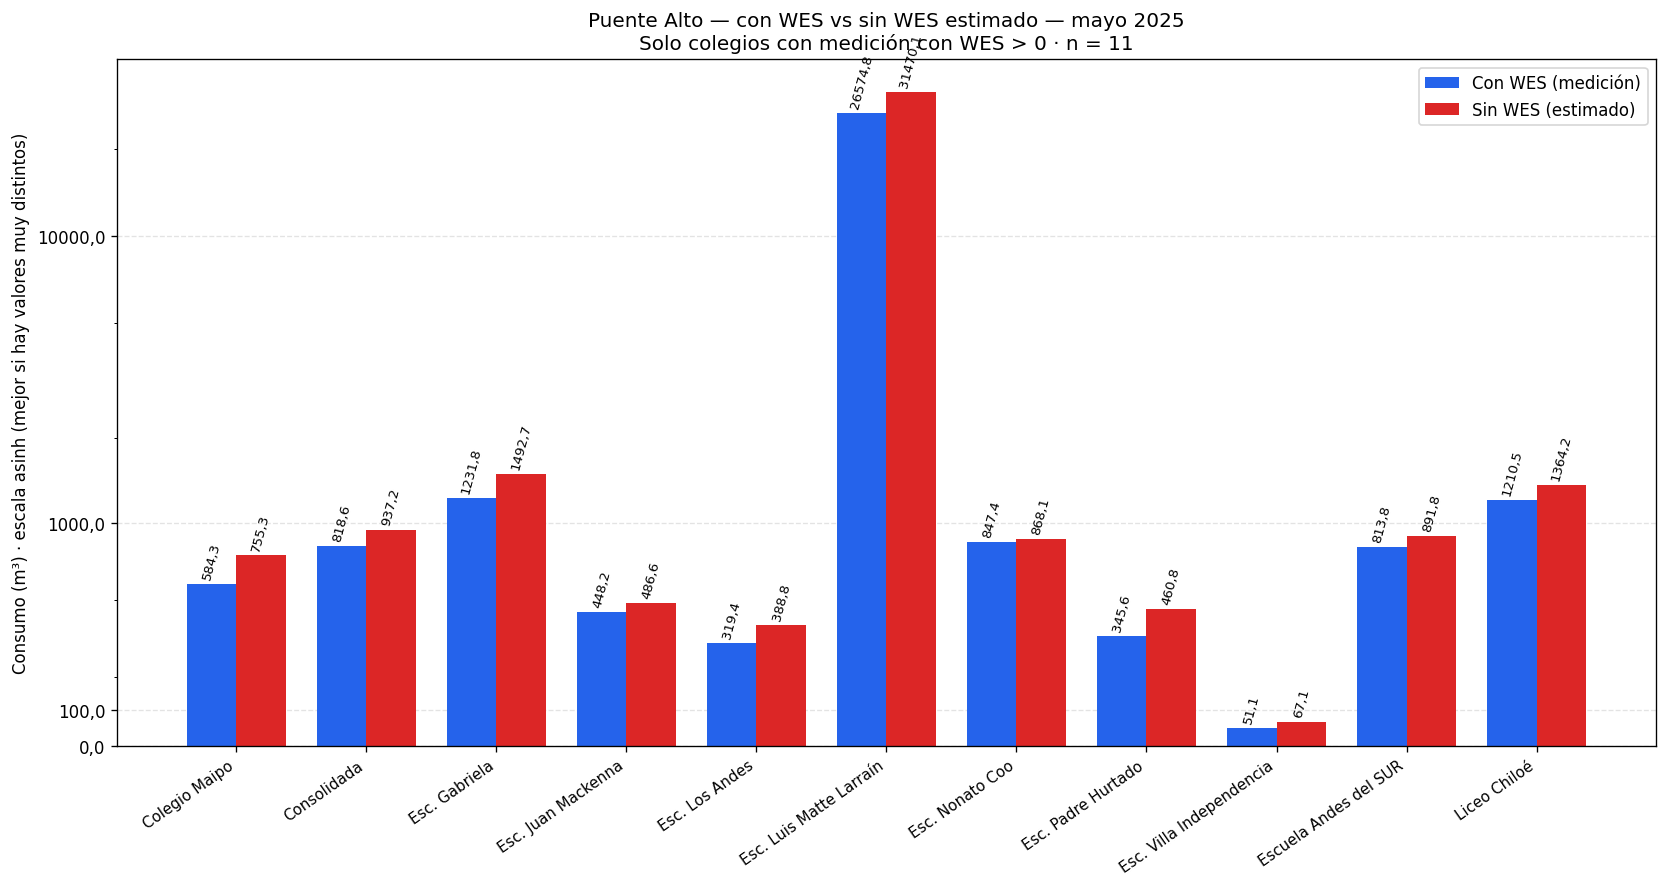 Puente Alto — con WES vs sin WES estimado — mayo 2025
Solo colegios con medición con WES > 0 · n = 11
Con WES (medición)
Sin WES (estimado)
Consumo (m³) · escala asinh (mejor si hay valores muy distintos)
10000,0
1000,0
100,0
0,0
584,3
755,3
818,6
937,2
1231,8
1492,7
448,2
486,6
319,4
388,8
26574,8
31470,1
847,4
868,1
345,6
460,8
51,1
67,1
813,8
891,8
1210,5
1364,2
Colegio Maipo
Consolidada
Esc. Gabriela
Esc. Juan Mackenna
Esc. Los Andes
Esc. Luis Matte Larraín
Esc. Nonato Coo
Esc. Padre Hurtado
Esc. Villa Independencia
Escuela Andes del SUR
Liceo Chiloé